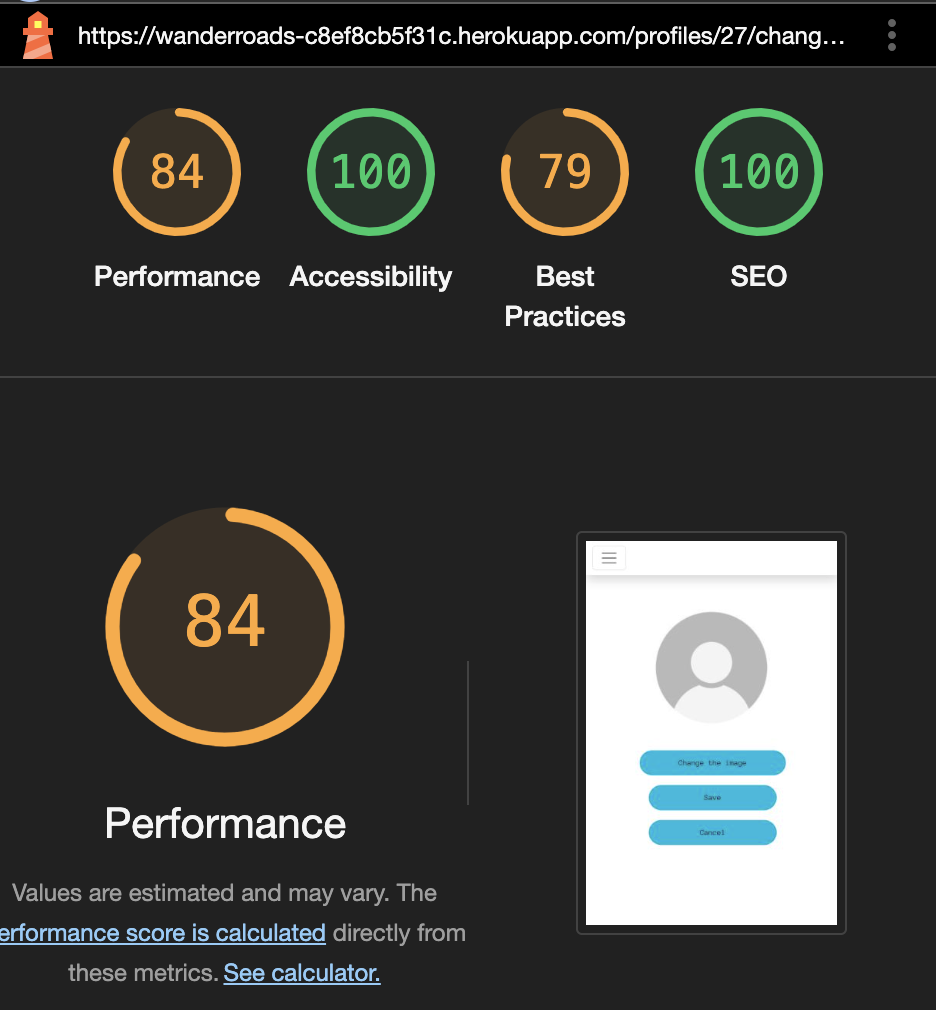 https://wanderroads-c8ef8cb5f31c.herokuapp.com/profiles/27/chang…
84
100
79
100
Performance
Accessibility
Best
Practices
SEO
84
Performance
Values are estimated and may vary. The
erformance score is calculated directly from
these metrics. See calculator.
Change the image
Save
Cancel